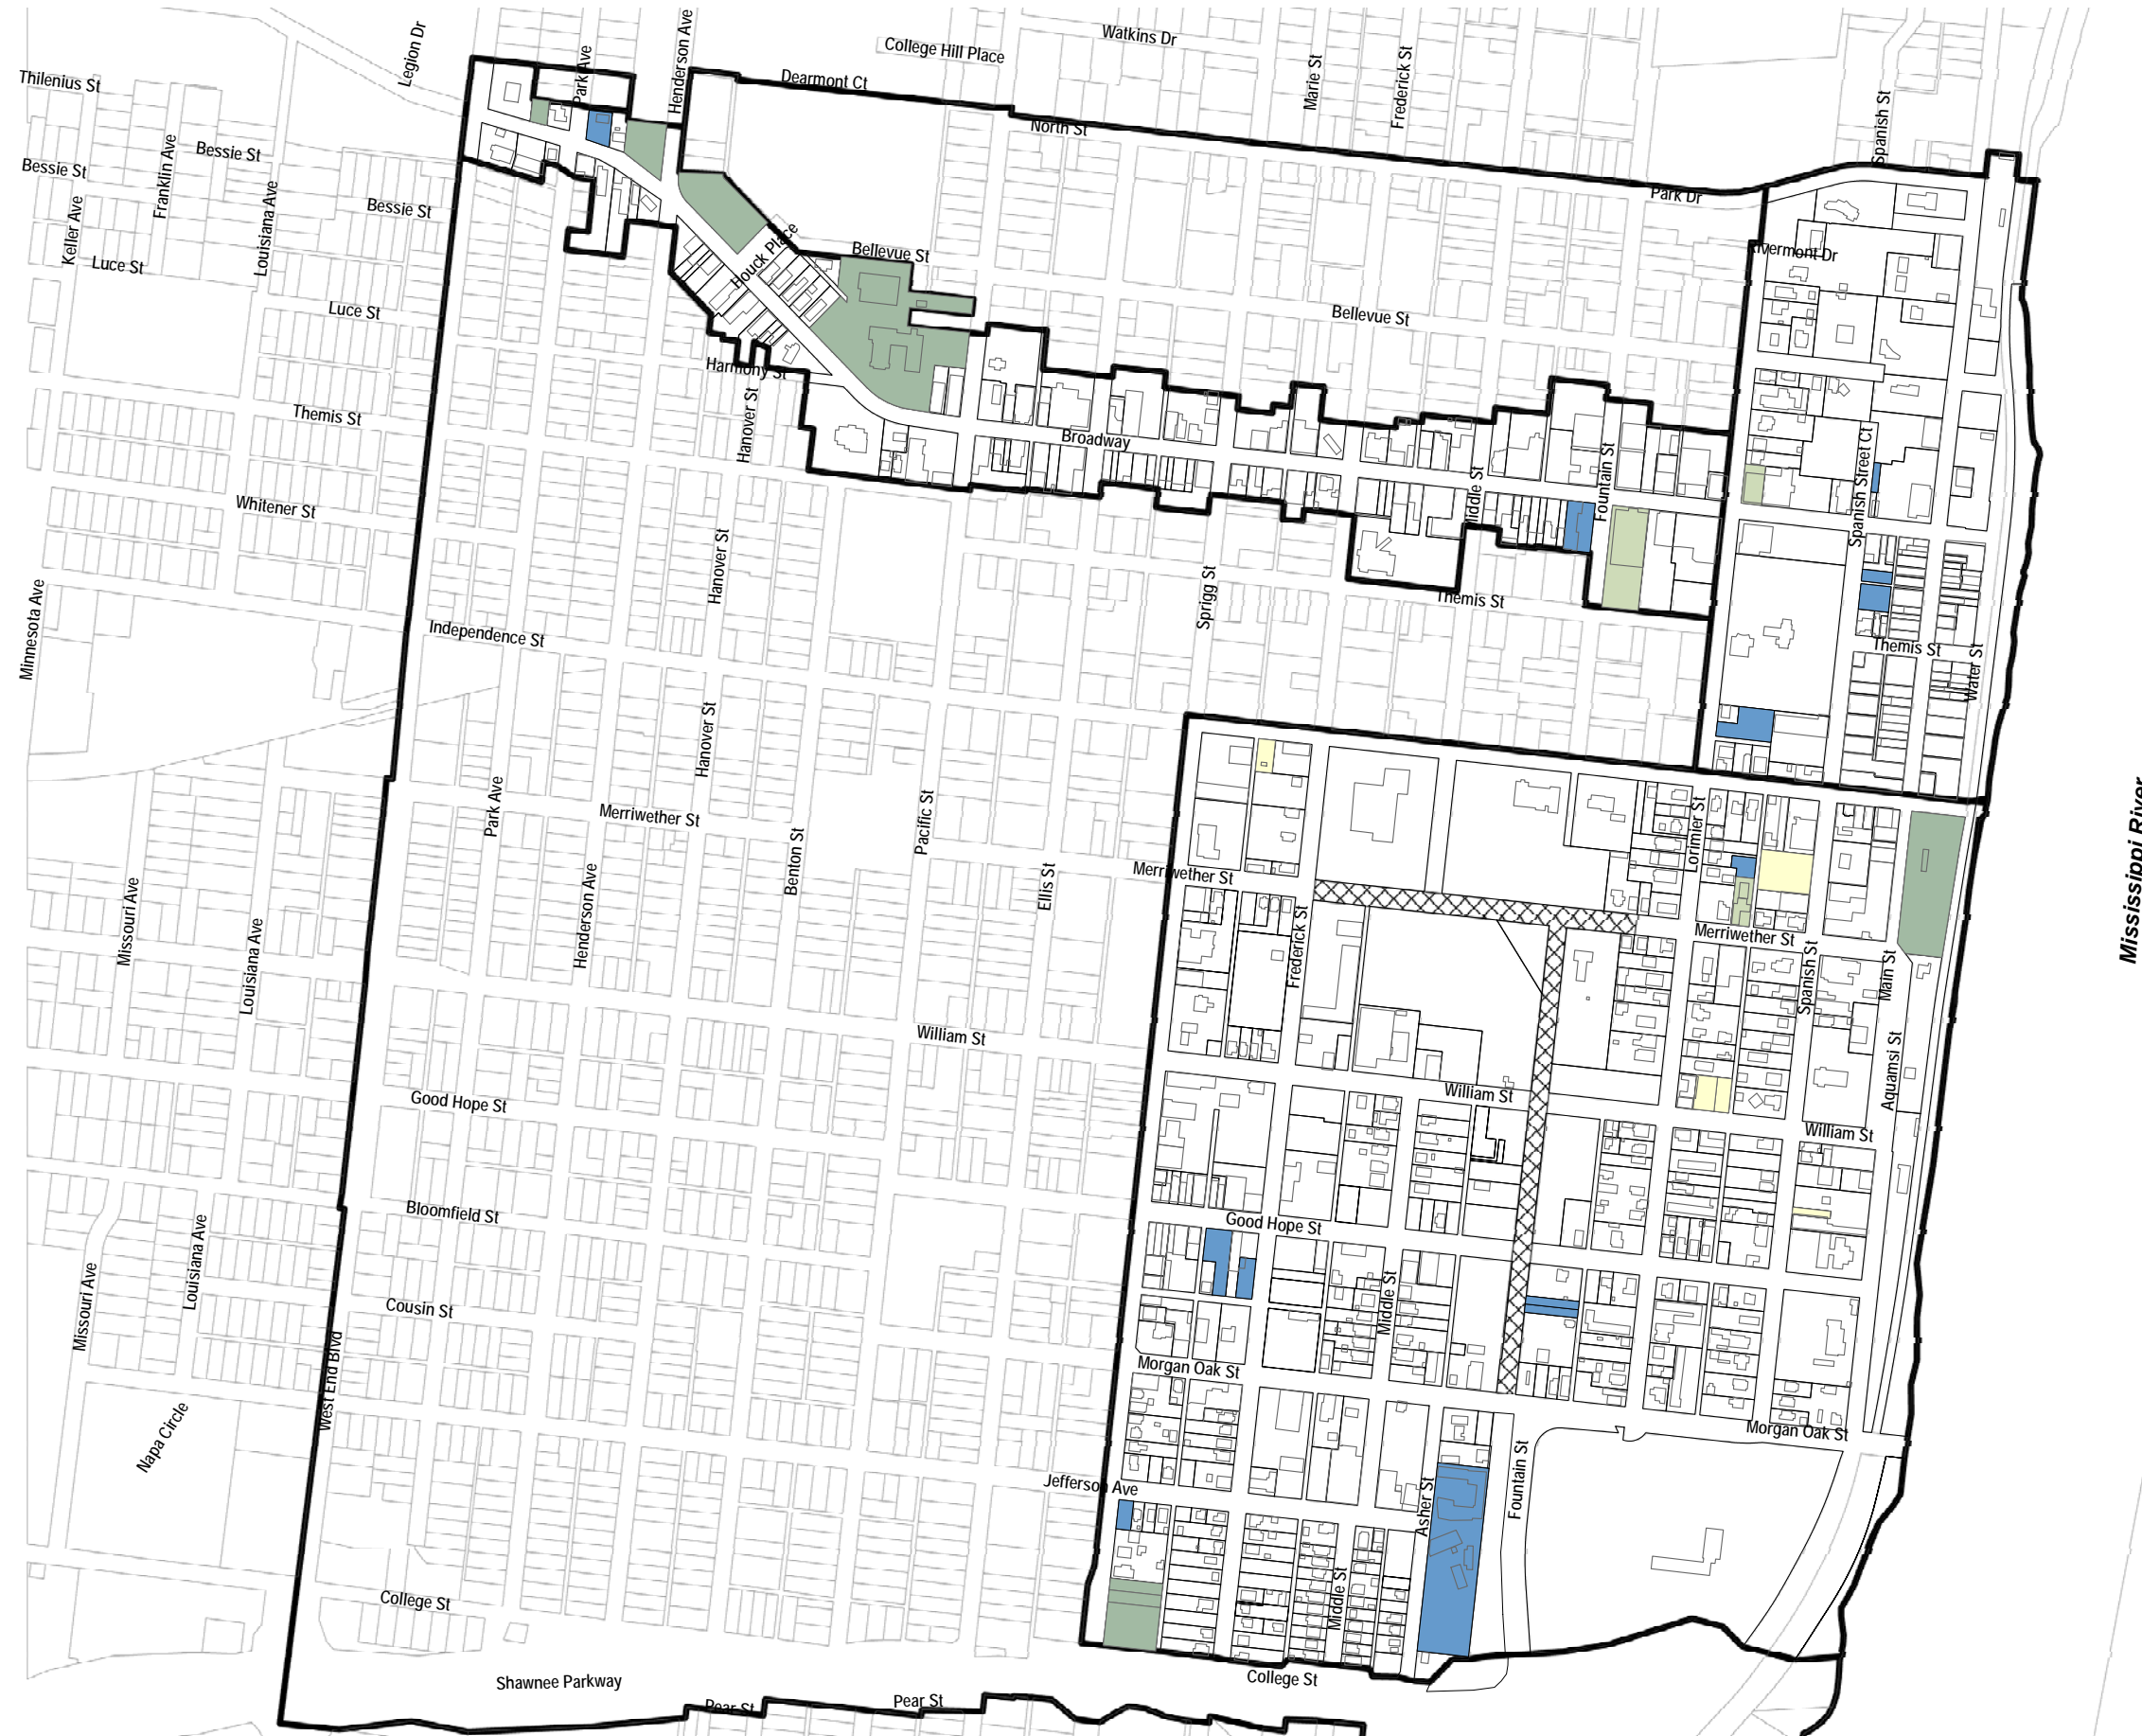 Legion Dr
Park Ave
Henderson Ave
College Hill Place
Watkins Dr
Marie St
Frederick St
Spanish St
Thilenius St
Dearmont Ct
North St
Bessie St
Bessie St
Franklin Ave
Louisiana Ave
Bessie St
Keller Ave
Luce St
Park Dr
Rivermont Dr
Houck Place
Bellevue St
Luce St
Bellevue St
Harmony St
Themis St
Hanover St
Broadway
Whitener St
Hanover St
Middle St
Fountain St
Spanish Street Ct
Minnesota Ave
Sprigg St
Themis St
Independence St
Themis St
Water St
Hanover St
Park Ave
Merriwether St
Pacific St
Benton St
Ellis St
Merriwether St
Lorimier St
Mississippi River
Missouri Ave
Louisiana Ave
Henderson Ave
Frederick St
Merriwether St
Spanish St
Main St
William St
Aquamsi St
Good Hope St
William St
William St
Bloomfield St
Good Hope St
Missouri Ave
Louisiana Ave
Cousin St
Middle St
West End Blvd
Morgan Oak St
Morgan Oak St
Napa Circle
Jefferson Ave
Asher St
Fountain St
College St
Middle St
Shawnee Parkway
College St
Pear St
Pear St